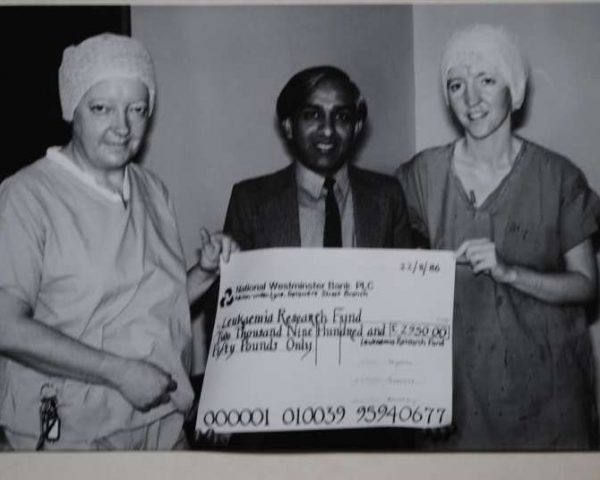 22/8/86
National Westminster Bank PLC
Leukaemia Research Fund
Two Thousand Nine Hundred and £ 2950.00
Fifty Pounds Only
Leukaemia Research Fund
000001 010039 95940677